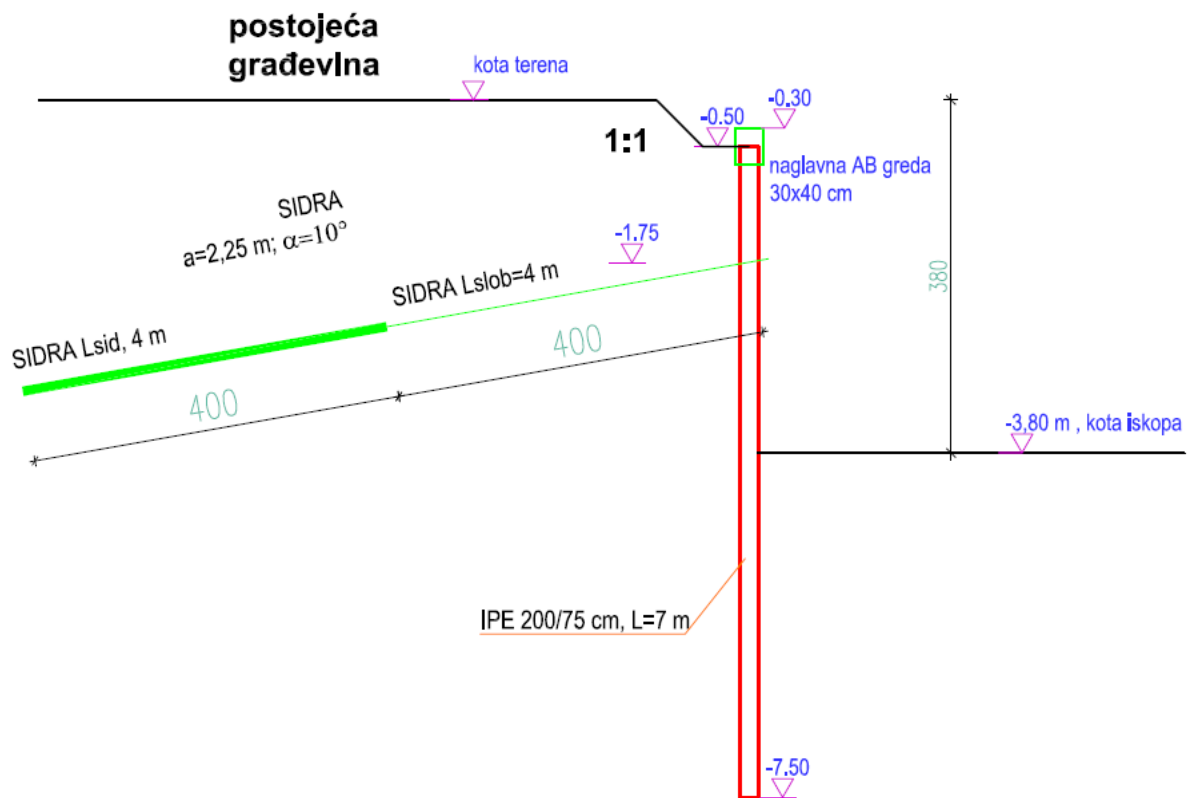 postojeća
građevIna
kota terena
-0.30
-0.50
1:1
naglavna AB greda
30x40 cm
SIDRA
a=2,25 m; α=10°
-1.75
380
SIDRA Lslob=4 m
SIDRA Lsid, 4 m
400
400
-3,80 m , kota iskopa
IPE 200/75 cm, L=7 m
-7.50